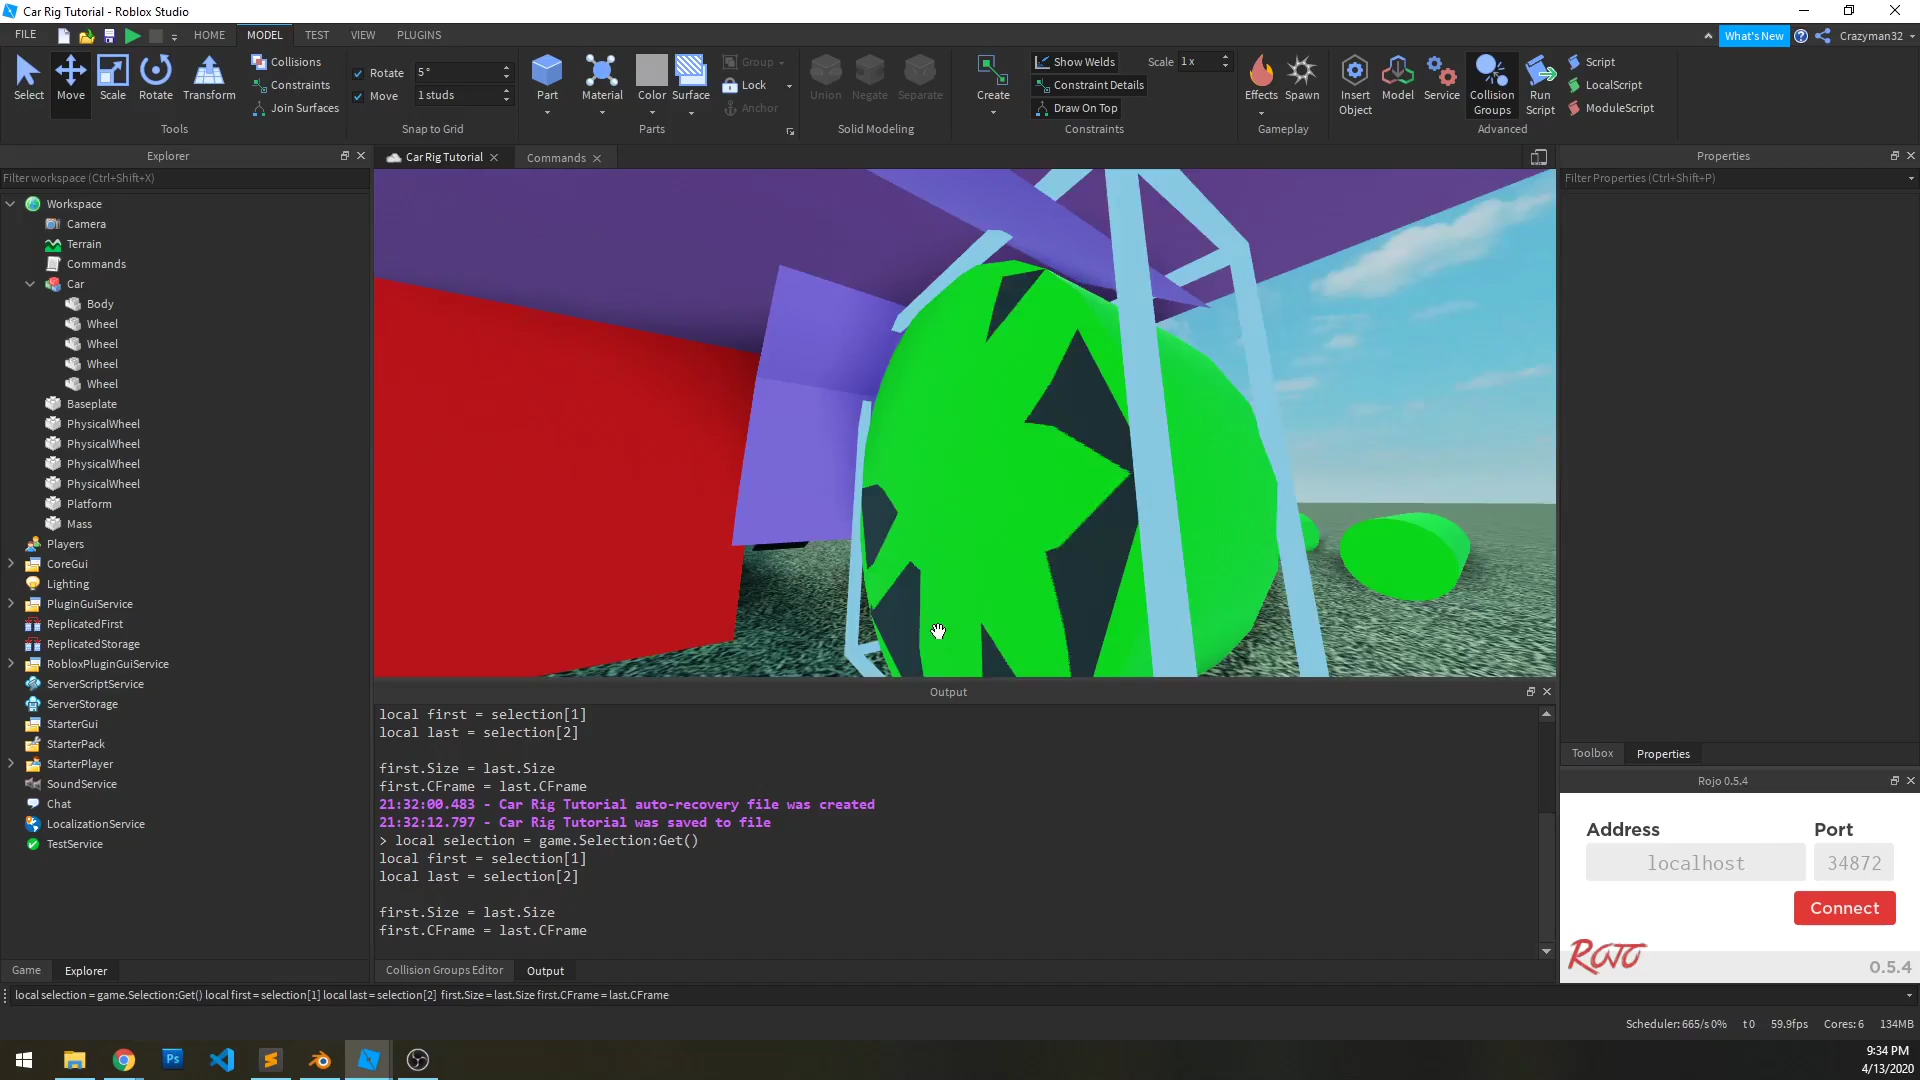 Car Rig Tutorial - Roblox Studio
FILE HOME MODEL TEST VIEW PLUGINS What's New Crazyman32
Select Move Scale Rotate Transform
Collisions
Constraints
Join Surfaces
Tools
Rotate 5°
Move 1 studs
Snap to Grid
Part Material Color Surface
Group
Lock
Anchor
Parts
Union Negate Separate
Solid Modeling
Create
Show Welds Scale 1 x
Constraint Details
Draw On Top
Constraints
Effects Spawn
Gameplay
Insert Object Model Service Collision Groups Run Script
Script
LocalScript
ModuleScript
Advanced
Explorer
Filter workspace (Ctrl+Shift+X)
Workspace
Camera
Terrain
Commands
Car
Body
Wheel
Wheel
Wheel
Wheel
Baseplate
PhysicalWheel
PhysicalWheel
PhysicalWheel
PhysicalWheel
Platform
Mass
Players
CoreGui
Lighting
PluginGuiService
ReplicatedFirst
ReplicatedStorage
RobloxPluginGuiService
ServerScriptService
ServerStorage
StarterGui
StarterPack
StarterPlayer
SoundService
Chat
LocalizationService
TestService
Game Explorer
Car Rig Tutorial Commands
Output
local first = selection[1]
local last = selection[2]
first.Size = last.Size
first.CFrame = last.CFrame
21:32:00.483 - Car Rig Tutorial auto-recovery file was created
21:32:12.797 - Car Rig Tutorial was saved to file
> local selection = game.Selection:Get()
local first = selection[1]
local last = selection[2]
first.Size = last.Size
first.CFrame = last.CFrame
Collision Groups Editor Output
Properties
Filter Properties (Ctrl+Shift+P)
Toolbox Properties
Rojo 0.5.4
Address Port
localhost 34872
Connect
ROJO 0.5.4
local selection = game.Selection:Get() local first = selection[1] local last = selection[2] first.Size = last.Size first.CFrame = last.CFrame
Scheduler: 665/s 0% t 0 59.9fps Cores: 6 134MB
Ps
9:34 PM
4/13/2020